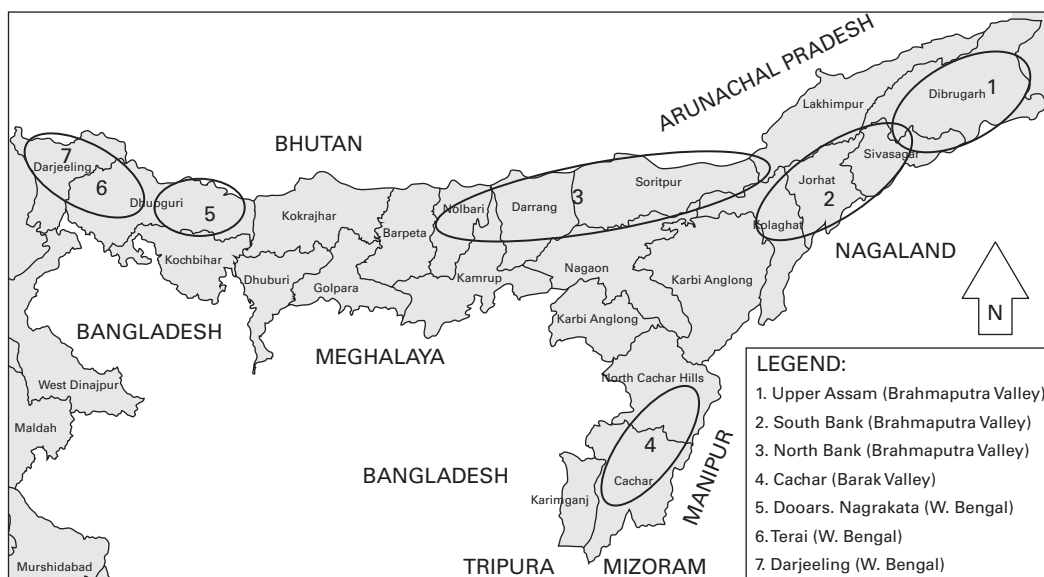 ARUNACHAL PRADESH
BHUTAN
7
Darjeeling
6
Dhupguri
5
Kochbihar
Kokrajhar
Barpeta
Nolbari
Darrang
3
Soritpur
Lakhimpur
Dibrugarh
1
Sivasagar
Jorhat
2
Kolaghat
NAGALAND
Dhuburi
Golpara
Kamrup
Nagaon
Karbi Anglong
Karbi Anglong
N
BANGLADESH
MEGHALAYA
West Dinajpur
Maldah
Murshidabad
North Cachar Hills
4
Cachar
MANIPUR
BANGLADESH
Karimganj
TRIPURA
MIZORAM
LEGEND:
1. Upper Assam (Brahmaputra Valley)
2. South Bank (Brahmaputra Valley)
3. North Bank (Brahmaputra Valley)
4. Cachar (Barak Valley)
5. Dooars. Nagrakata (W. Bengal)
6. Terai (W. Bengal)
7. Darjeeling (W. Bengal)